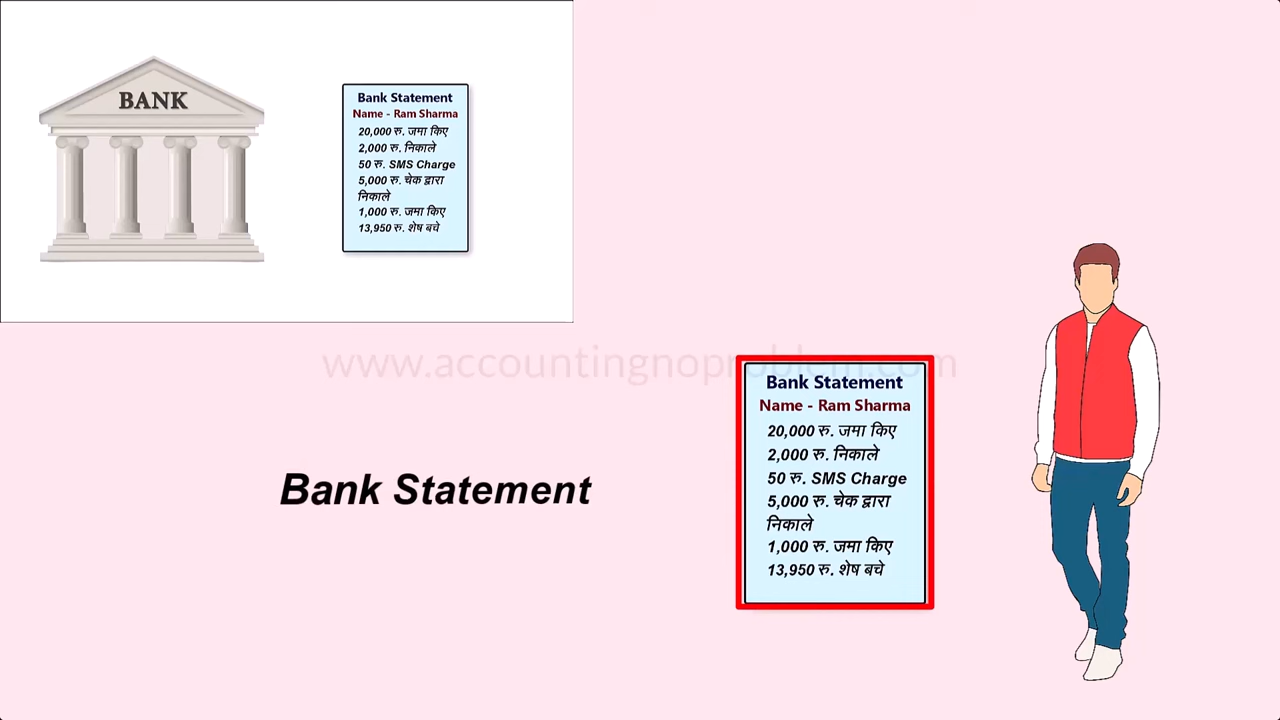 BANK
Bank Statement
Name - Ram Sharma
20,000 रु. जमा किए
2,000 रु. निकाले
50 रु. SMS Charge
5,000 रु. चेक द्वारा
निकाले
1,000 रु. जमा किए
13,950 रु. शेष बचे
www.accountingnoproblem.com
Bank Statement
Bank Statement
Name - Ram Sharma
20,000 रु. जमा किए
2,000 रु. निकाले
50 रु. SMS Charge
5,000 रु. चेक द्वारा
निकाले
1,000 रु. जमा किए
13,950 रु. शेष बचे